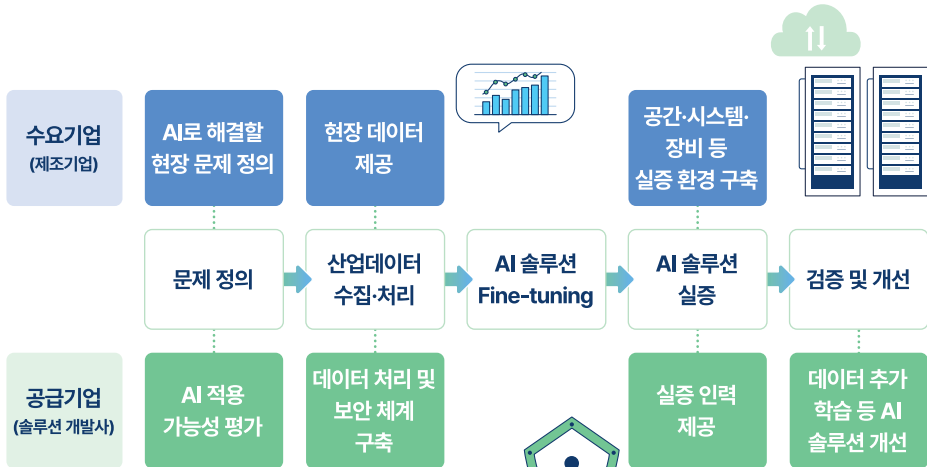 수요기업
(제조기업)
AI로 해결할
현장 문제 정의
현장 데이터
제공
공간·시스템·
장비 등
실증 환경 구축
문제 정의
산업데이터
수집·처리
AI 솔루션
Fine-tuning
AI 솔루션
실증
검증 및 개선
공급기업
(솔루션 개발사)
AI 적용
가능성 평가
데이터 처리 및
보안 체계
구축
실증 인력
제공
데이터 추가
학습 등 AI
솔루션 개선